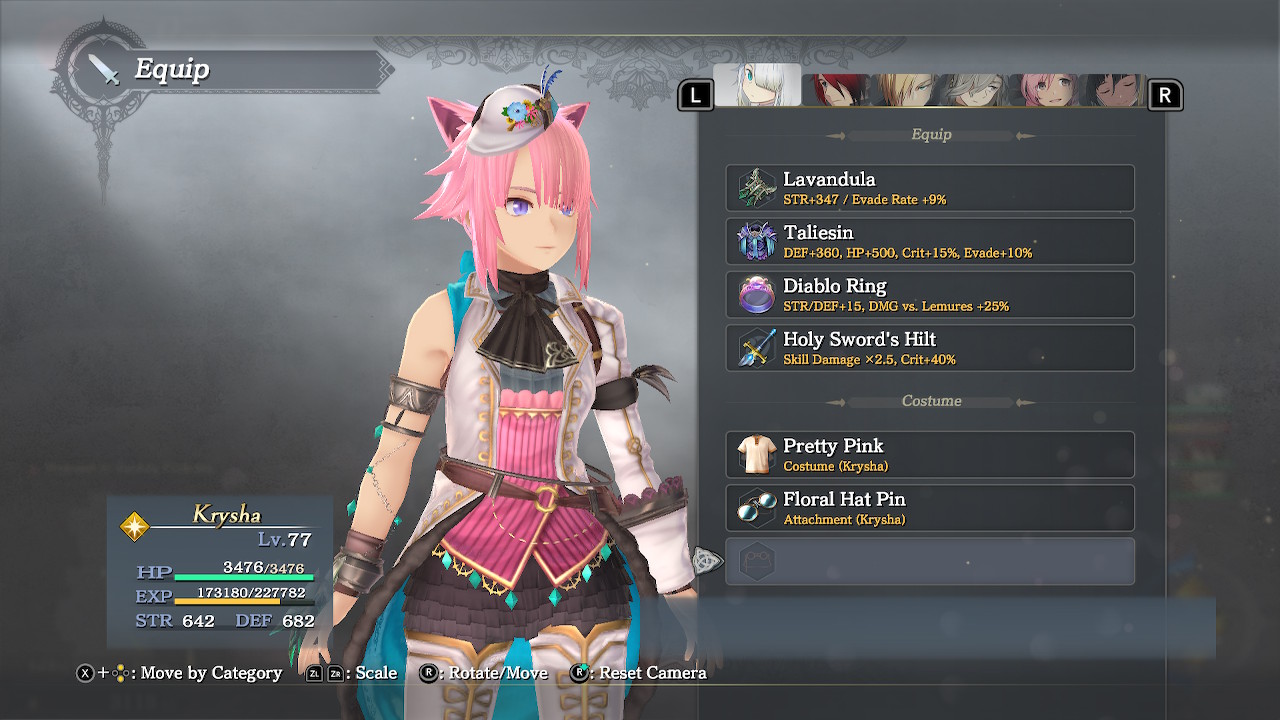 Equip
L
R
Equip
Lavandula
STR+347 / Evade Rate +9%
Taliesin
DEF+360, HP+500, Crit+15%, Evade+10%
Diablo Ring
STR/DEF+15, DMG vs. Lemures +25%
Holy Sword's Hilt
Skill Damage ×2.5, Crit+40%
Costume
Pretty Pink
Costume (Krysha)
Floral Hat Pin
Attachment (Krysha)
Krysha
Lv.77
HP 3476/3476
EXP 173180/227782
STR 642 DEF 682
X + : Move by Category ZL ZR : Scale R : Rotate/Move R : Reset Camera